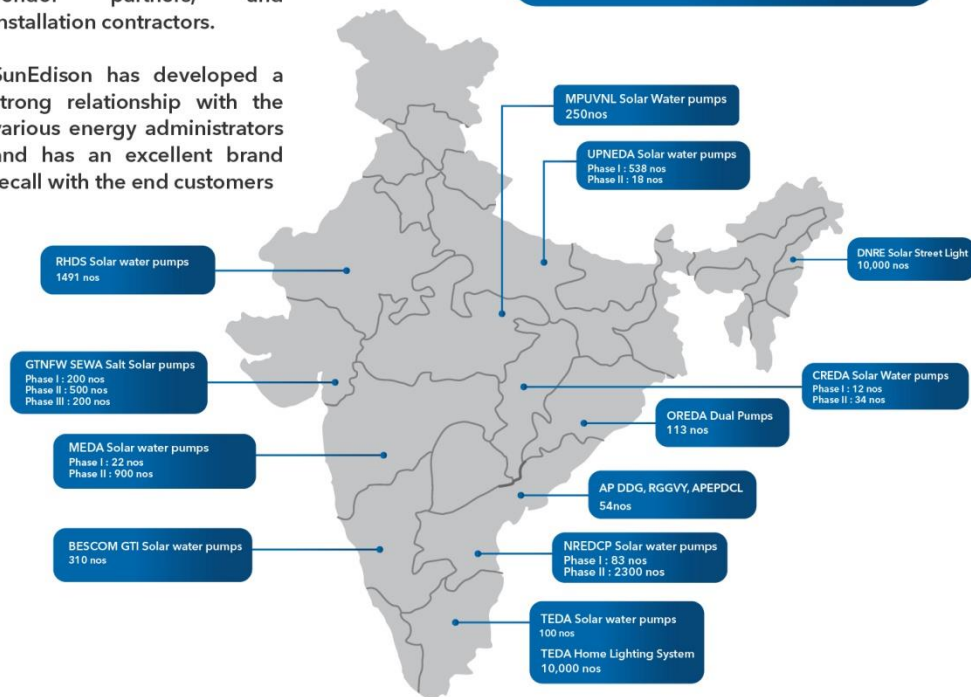 installation contractors.
SunEdison has developed a
strong relationship with the
various energy administrators
and has an excellent brand
recall with the end customers
MPUVNL Solar Water pumps
250nos
UPNEDA Solar water pumps
Phase I : 538 nos
Phase II : 18 nos
RHDS Solar water pumps
1491 nos
DNRE Solar Street Light
10,000 nos
GTNFW SEWA Salt Solar pumps
Phase I : 200 nos
Phase II : 500 nos
Phase III : 200 nos
CREDA Solar Water pumps
Phase I : 12 nos
Phase II : 34 nos
OREDA Dual Pumps
113 nos
MEDA Solar water pumps
Phase I : 22 nos
Phase II : 900 nos
AP DDG, RGGVY, APEPDCL
54nos
BESCOM GTI Solar water pumps
310 nos
NREDCP Solar water pumps
Phase I : 83 nos
Phase II : 2300 nos
TEDA Solar water pumps
100 nos
TEDA Home Lighting System
10,000 nos